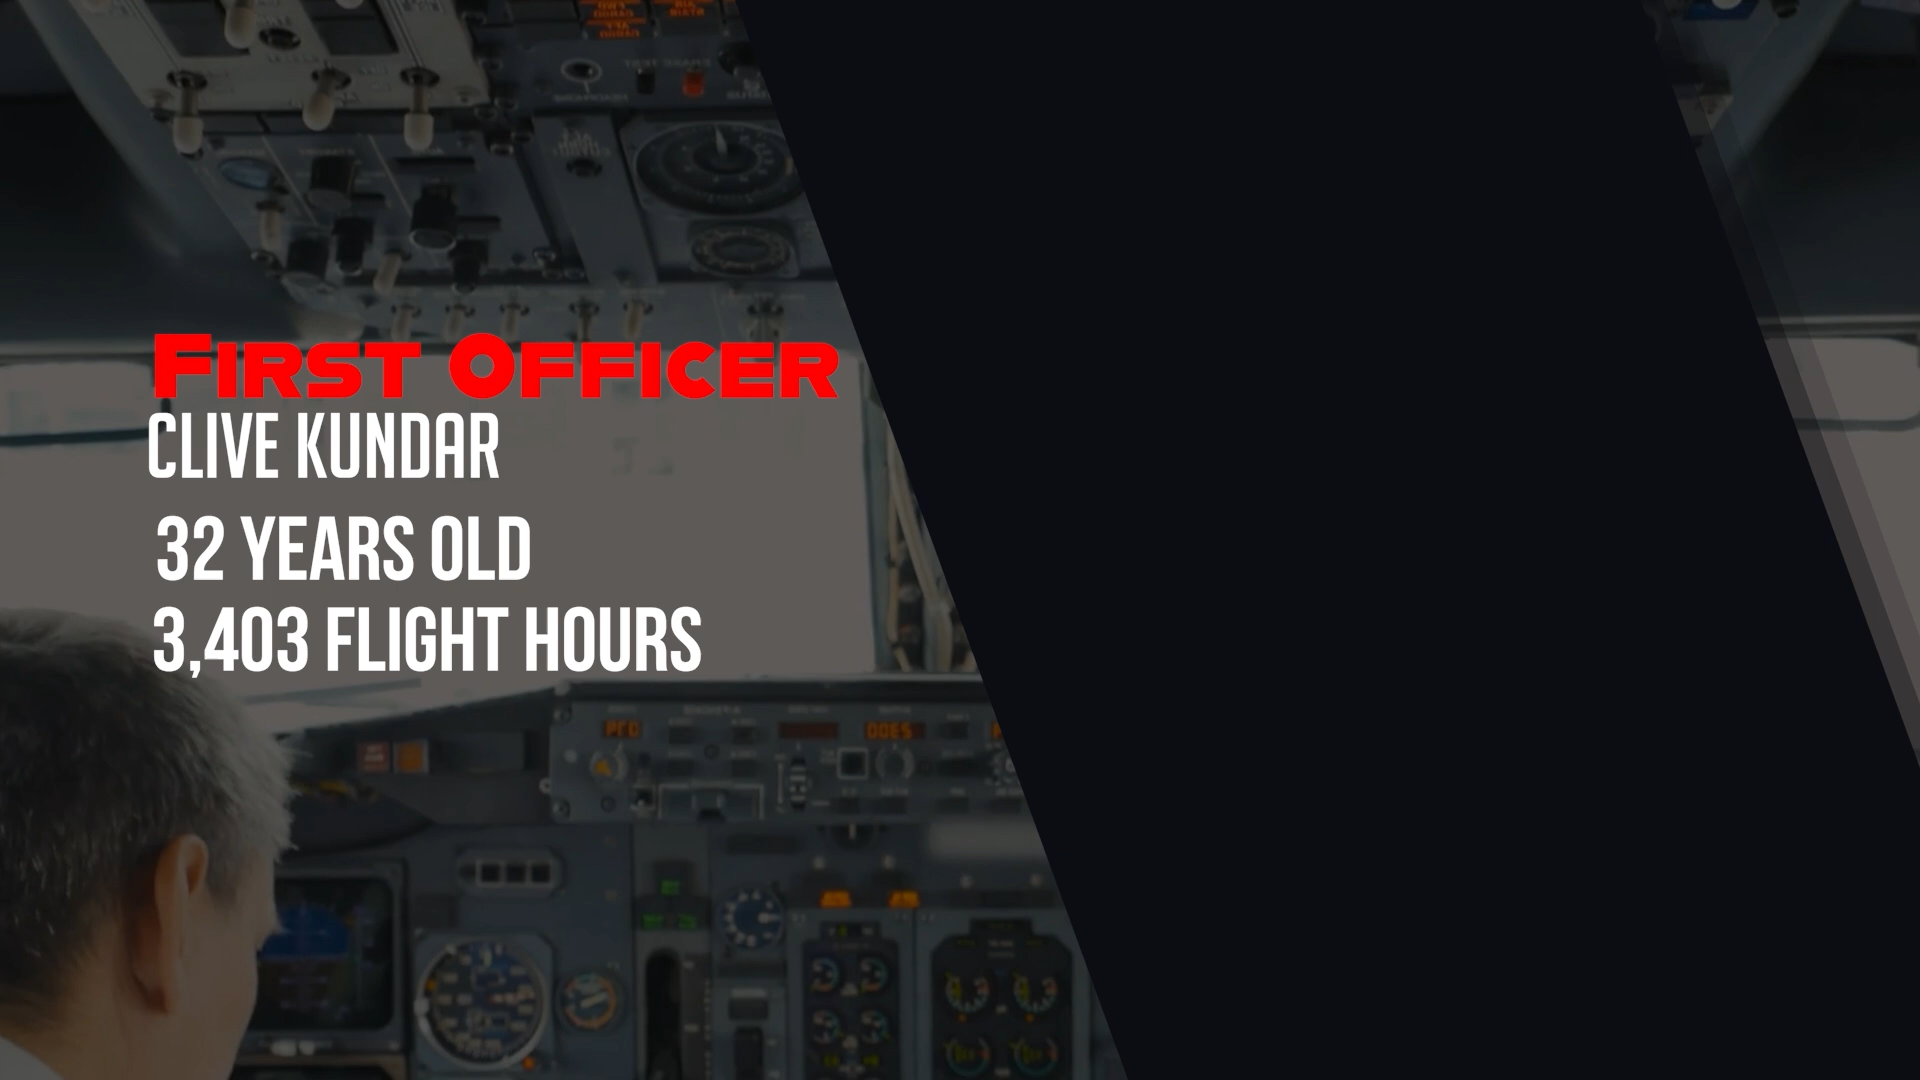 First Officer
CLIVE KUNDAR
32 YEARS OLD
3,403 FLIGHT HOURS